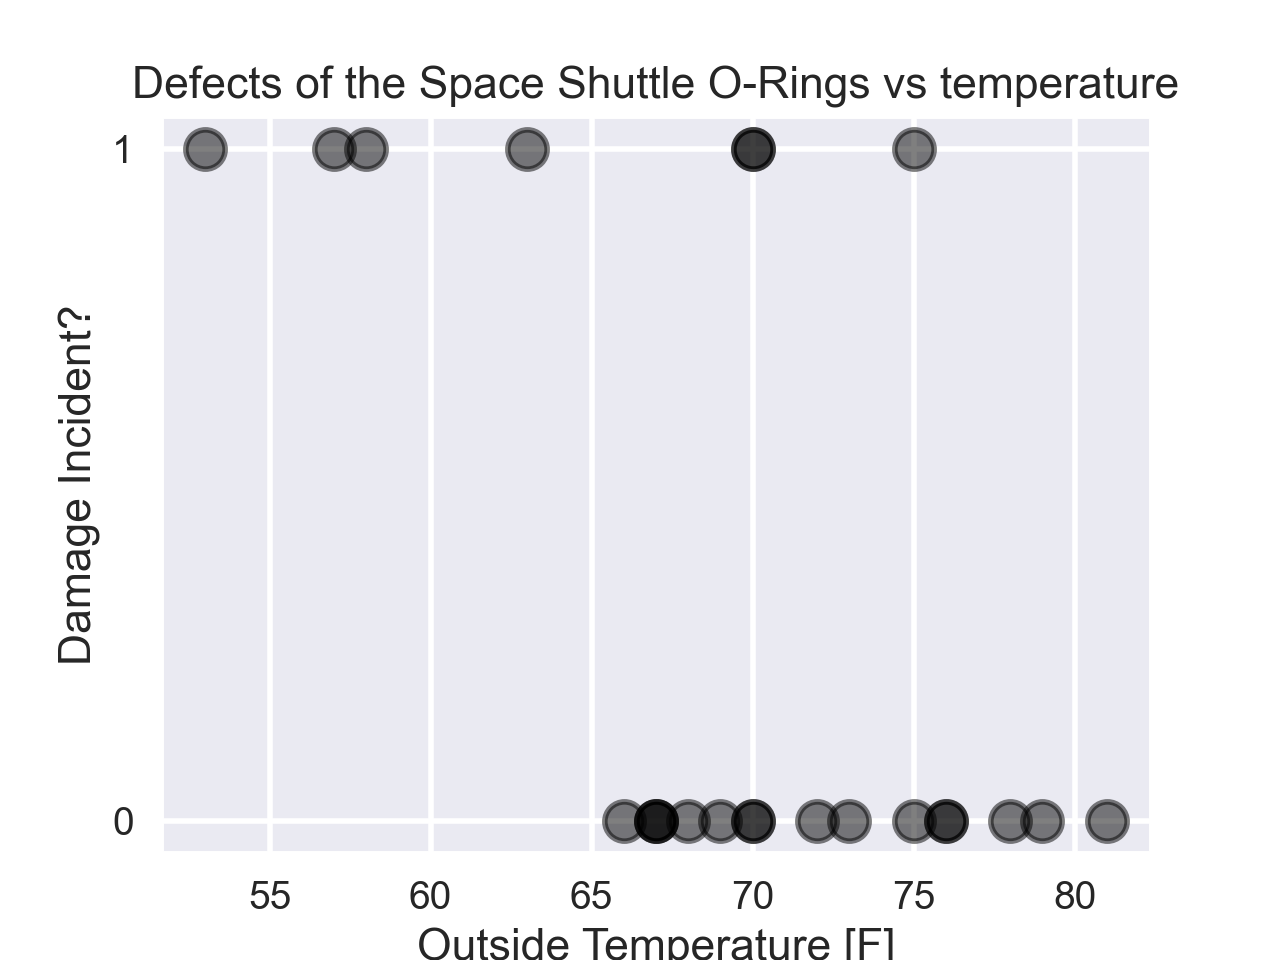 Defects of the Space Shuttle O-Rings vs temperature
1
Damage Incident?
0
55 60 65 70 75 80
Outside Temperature [F]